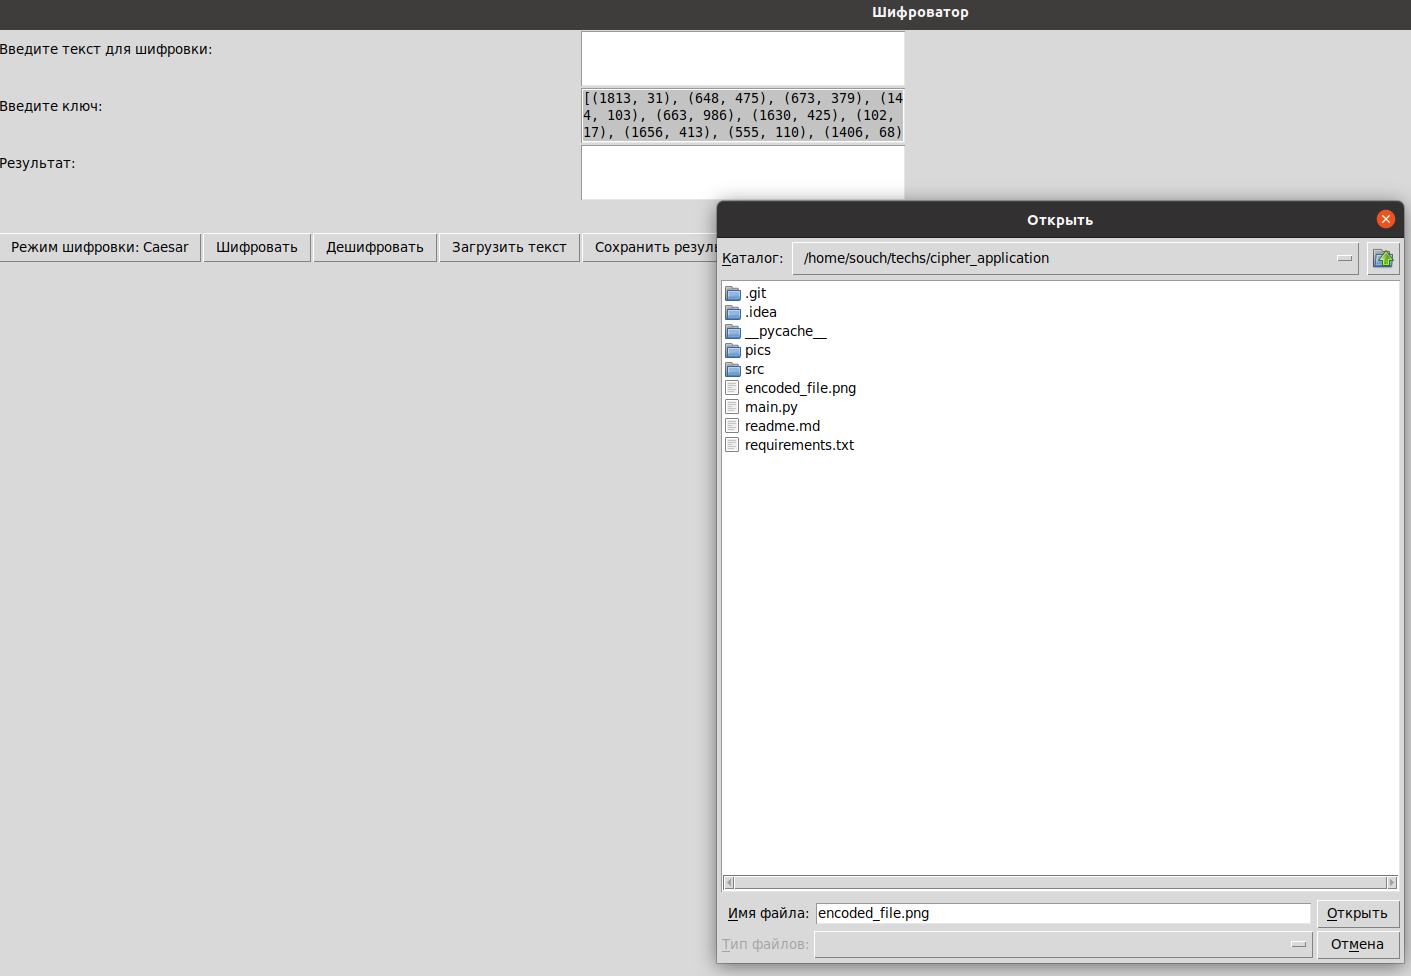 Шифроватор
Введите текст для шифровки:
Введите ключ:
[(1813, 31), (648, 475), (673, 379), (14
4, 103), (663, 986), (1630, 425), (102,
17), (1656, 413), (555, 110), (1406, 68)
Результат:
Режим шифровки: Caesar
Шифровать
Дешифровать
Загрузить текст
Сохранить резуль
Открыть
Каталог: /home/souch/techs/cipher_application
.git
.idea
__pycache__
pics
src
encoded_file.png
main.py
readme.md
requirements.txt
Имя файла: encoded_file.png
Открыть
Тип файлов:
Отмена